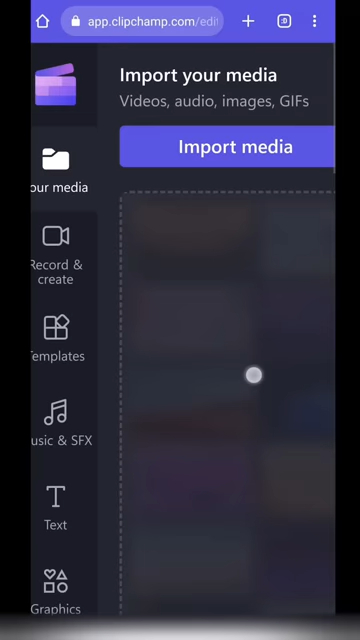 app.clipchamp.com/edit
:D
Import your media
Videos, audio, images, GIFs
Import media
our media
Record &
create
Templates
usic & SFX
Text
Graphics